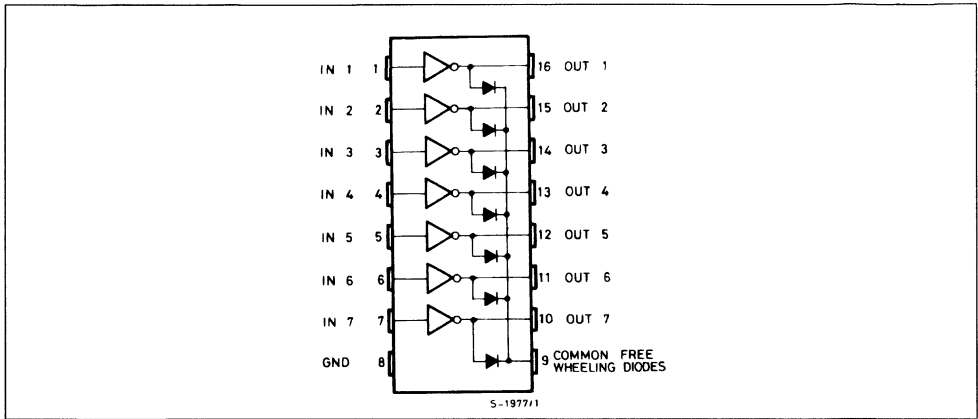 IN 1 1 16 OUT 1
IN 2 2 15 OUT 2
IN 3 3 14 OUT 3
IN 4 4 13 OUT 4
IN 5 5 12 OUT 5
IN 6 6 11 OUT 6
IN 7 7 10 OUT 7
GND 8 9 COMMON FREE
WHEELING DIODES
S-1977/1